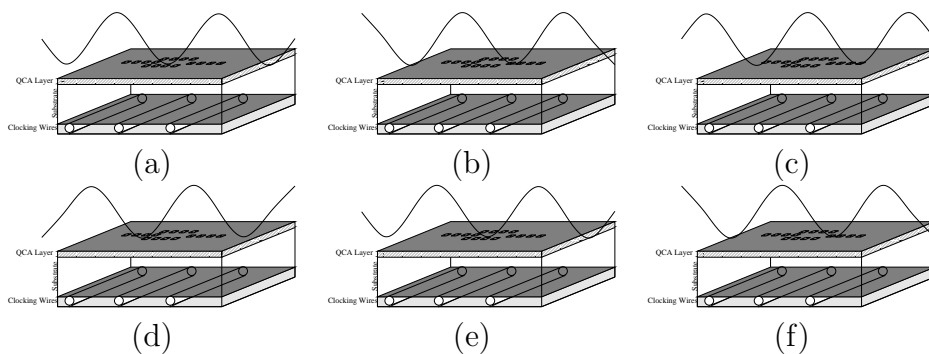 QCA Layer
Substrate
Clocking Wires
(a)
QCA Layer
Substrate
Clocking Wires
(b)
QCA Layer
Substrate
Clocking Wires
(c)
QCA Layer
Substrate
Clocking Wires
(d)
QCA Layer
Substrate
Clocking Wires
(e)
QCA Layer
Substrate
Clocking Wires
(f)